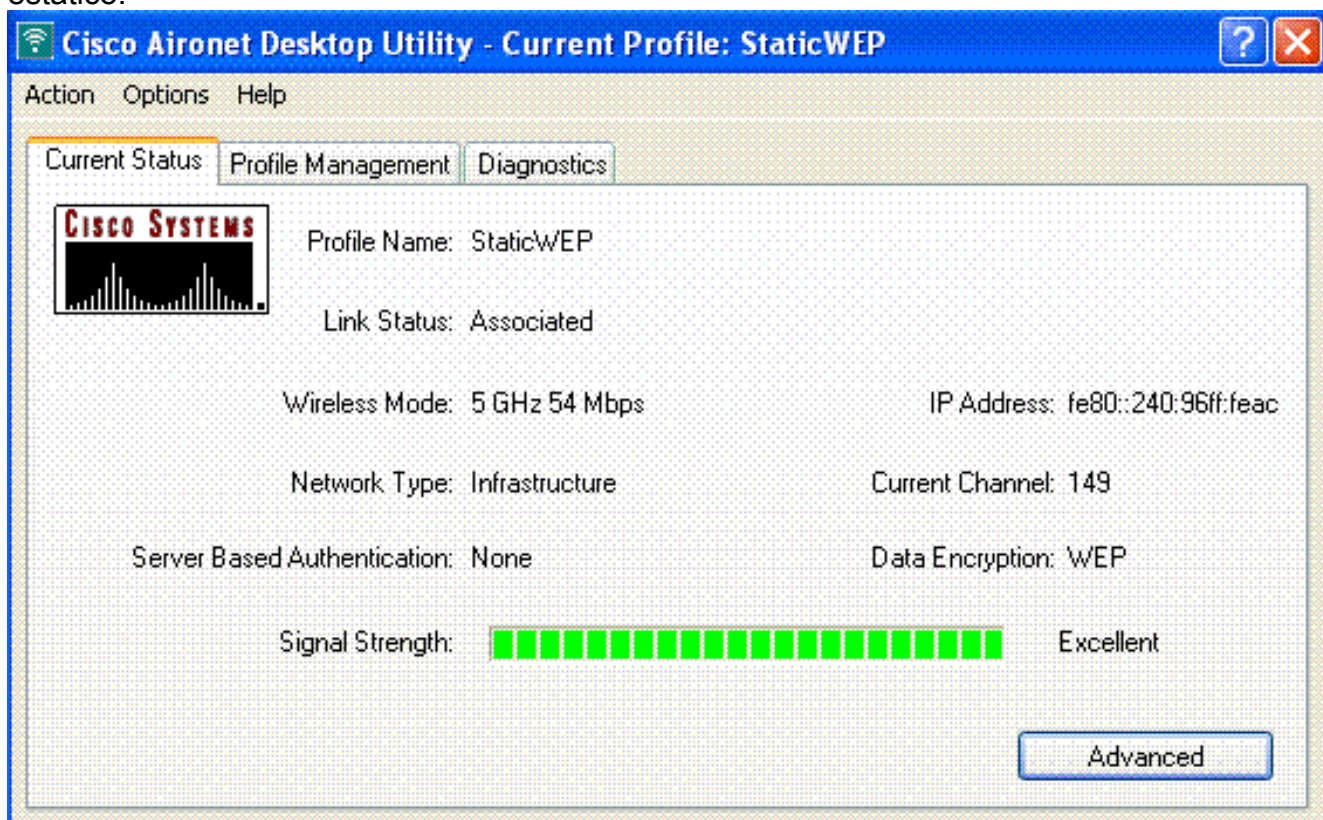 estático.
Cisco Aironet Desktop Utility - Current Profile: StaticWEP
Action Options Help
Current Status Profile Management Diagnostics
CISCO SYSTEMS
Profile Name: StaticWEP
Link Status: Associated
Wireless Mode: 5 GHz 54 Mbps IP Address: fe80::240:96ff:feac
Network Type: Infrastructure Current Channel: 149
Server Based Authentication: None Data Encryption: WEP
Signal Strength: Excellent
Advanced